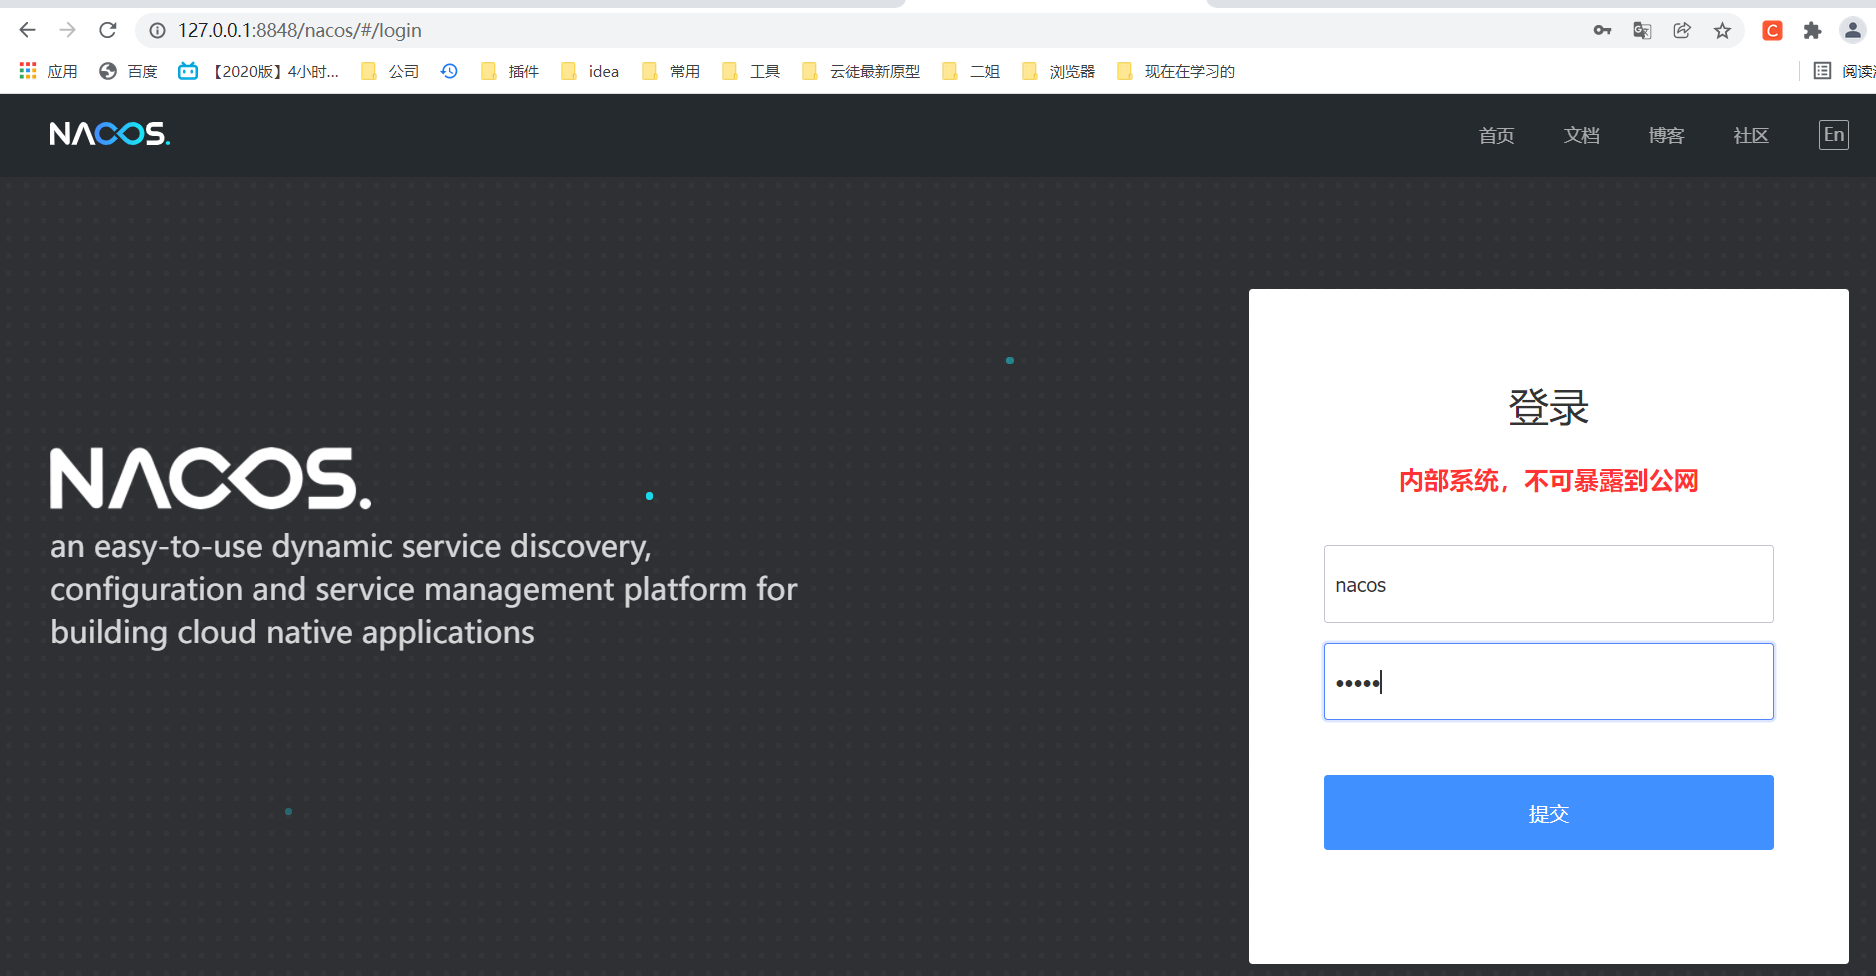 127.0.0.1:8848/nacos/#/login
应用 百度 【2020版】4小时... 公司 插件 idea 常用 工具 云徒最新原型 二姐 浏览器 现在在学习的
NACOS. 首页 文档 博客 社区 En
登录
内部系统，不可暴露到公网
NACOS.
an easy-to-use dynamic service discovery,
configuration and service management platform for
building cloud native applications
nacos
•••••
提交